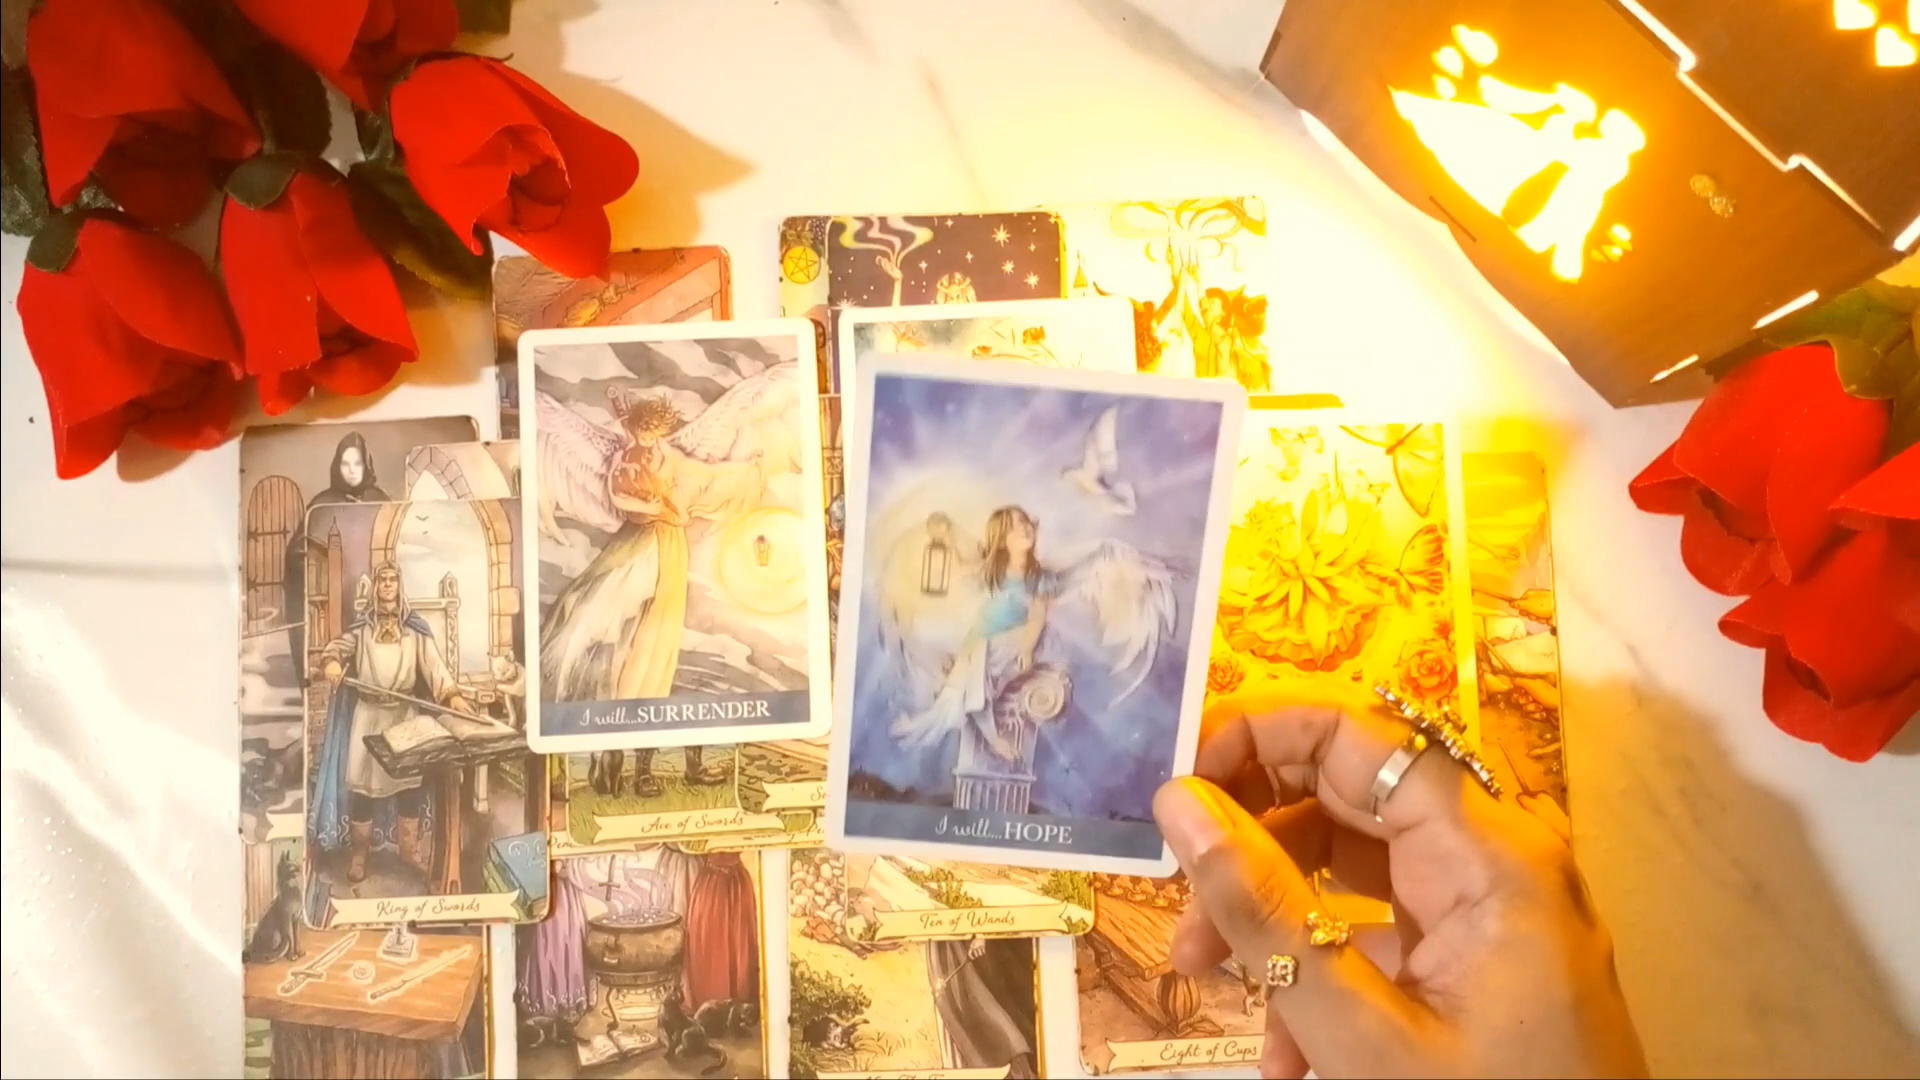 I will...SURRENDER
I will...HOPE
Ace of Swords
King of Swords
Ten of Wands
Eight of Cups